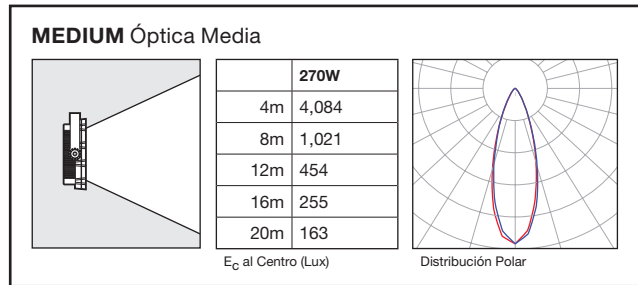 MEDIUM Óptica Media
270W
4m 4,084
8m 1,021
12m 454
16m 255
20m 163
E_C al Centro (Lux)
Distribución Polar